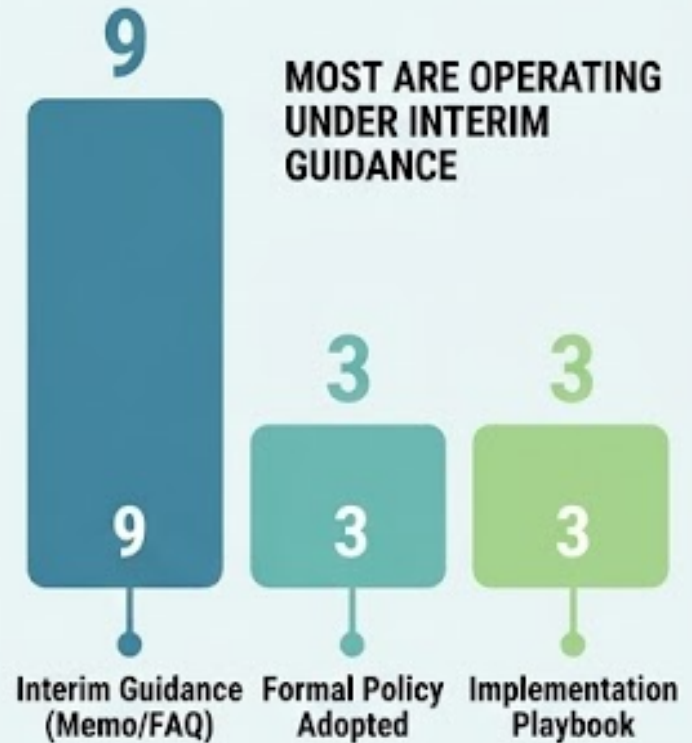 9
MOST ARE OPERATING
UNDER INTERIM
GUIDANCE
3
3
9
3
3
Interim Guidance
(Memo/FAQ)
Formal Policy
Adopted
Implementation
Playbook